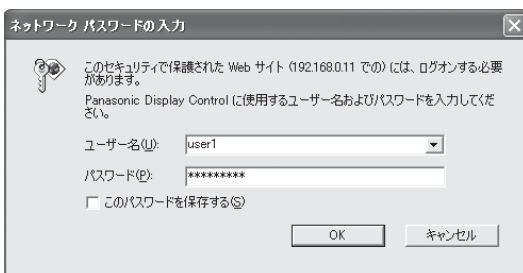 ネットワーク パスワードの入力
このセキュリティで保護された Web サイト (192.168.0.11 での) には、ログオンする必要
があります。
Panasonic Display Control に使用するユーザー名およびパスワードを入力してくだ
さい。
ユーザー名(U):
user1
パスワード(P):
*********
このパスワードを保存する(S)
OK
キャンセル